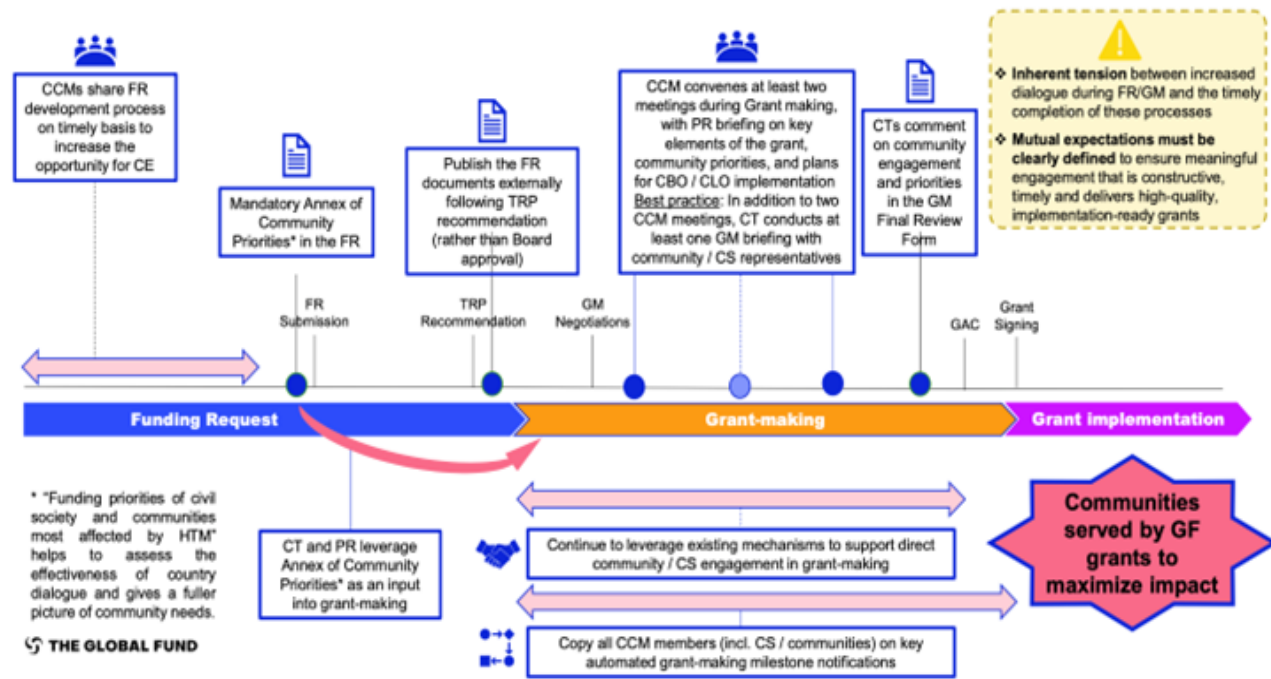 CCMs share FR
development process
on timely basis to
increase the
opportunity for CE
Mandatory Annex of
Community
Priorities* in the FR
Publish the FR
documents externally
following TRP
recommendation
(rather than Board
approval)
CCM convenes at least two
meetings during Grant making,
with PR briefing on key
elements of the grant,
community priorities, and plans
for CBO / CLO implementation
Best practice: In addition to two
CCM meetings, CT conducts at
least one GM briefing with
community / CS representatives
CTs comment
on community
engagement
and priorities
in the GM
Final Review
Form
❖ Inherent tension between increased
dialogue during FR/GM and the timely
completion of these processes
❖ Mutual expectations must be
clearly defined to ensure meaningful
engagement that is constructive,
timely and delivers high-quality,
implementation-ready grants
FR
Submission
TRP
Recommendation
GM
Negotiations
GAC
Grant
Signing
Funding Request
Grant-making
Grant implementation
* "Funding priorities of civil
society and communities
most affected by HTM"
helps to assess the
effectiveness of country
dialogue and gives a fuller
picture of community needs.
THE GLOBAL FUND
CT and PR leverage
Annex of Community
Priorities* as an input
into grant-making
Continue to leverage existing mechanisms to support direct
community / CS engagement in grant-making
Copy all CCM members (incl. CS / communities) on key
automated grant-making milestone notifications
Communities
served by GF
grants to
maximize impact